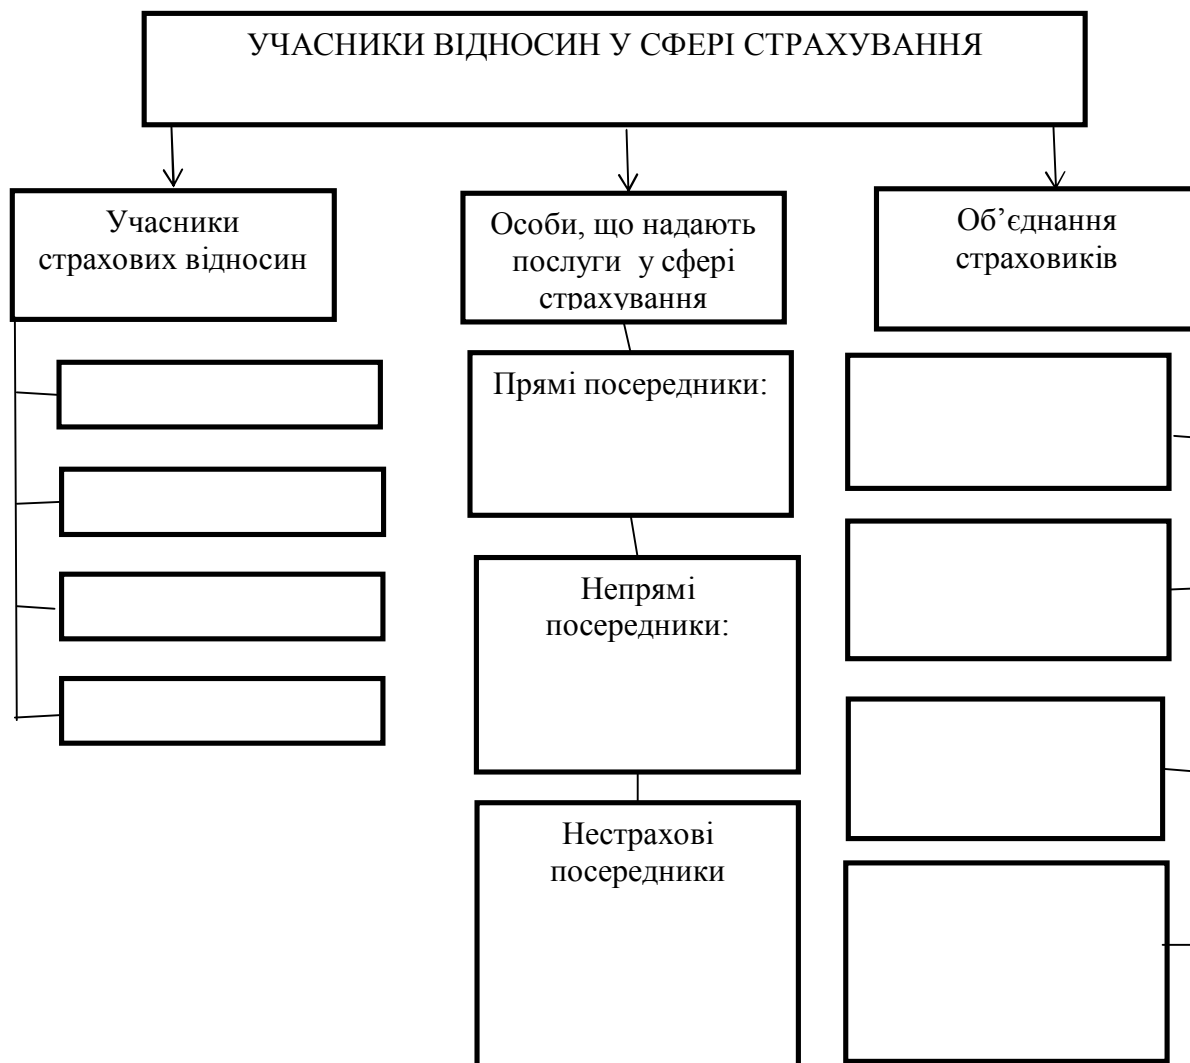 УЧАСНИКИ ВІДНОСИН У СФЕРІ СТРАХУВАННЯ
Учасники
страхових відносин
Особи, що надають
послуги у сфері
страхування
Об’єднання
страховиків
Прямі посередники:
Непрямі
посередники:
Нестрахові
посередники